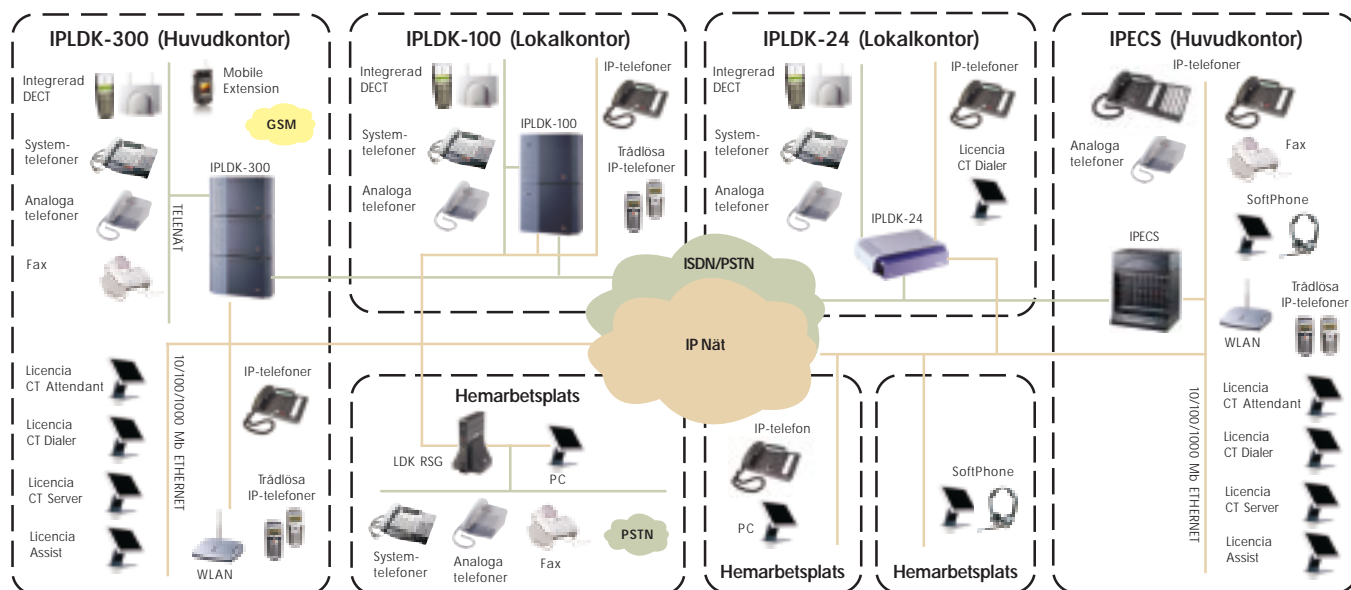 IPLDK-300 (Huvudkontor)
Integrerad
DECT
Mobile
Extension
GSM
System-
telefoner
IPLDK-300
Analoga
telefoner
TELENÄT
Fax
Licencia
CT Attendant
10/100/1000 Mb ETHERNET
IP-telefoner
Licencia
CT Dialer
Licencia
CT Server
Trådlösa
IP-telefoner
Licencia
Assist
WLAN
IPLDK-100 (Lokalkontor)
Integrerad
DECT
IP-telefoner
IPLDK-100
System-
telefoner
Trådlösa
IP-telefoner
Analoga
telefoner
IPLDK-24 (Lokalkontor)
Integrerad
DECT
IP-telefoner
System-
telefoner
Licencia
CT Dialer
Analoga
telefoner
IPLDK-24
ISDN/PSTN
IP Nät
IPECS (Huvudkontor)
IP-telefoner
Analoga
telefoner
Fax
SoftPhone
IPECS
Trådlösa
IP-telefoner
WLAN
10/100/1000 Mb ETHERNET
Licencia
CT Attendant
Licencia
CT Dialer
Licencia
CT Server
Licencia
Assist
Hemarbetsplats
LDK RSG
PC
System-
telefoner
Analoga
telefoner
Fax
PSTN
IP-telefon
PC
Hemarbetsplats
SoftPhone
Hemarbetsplats